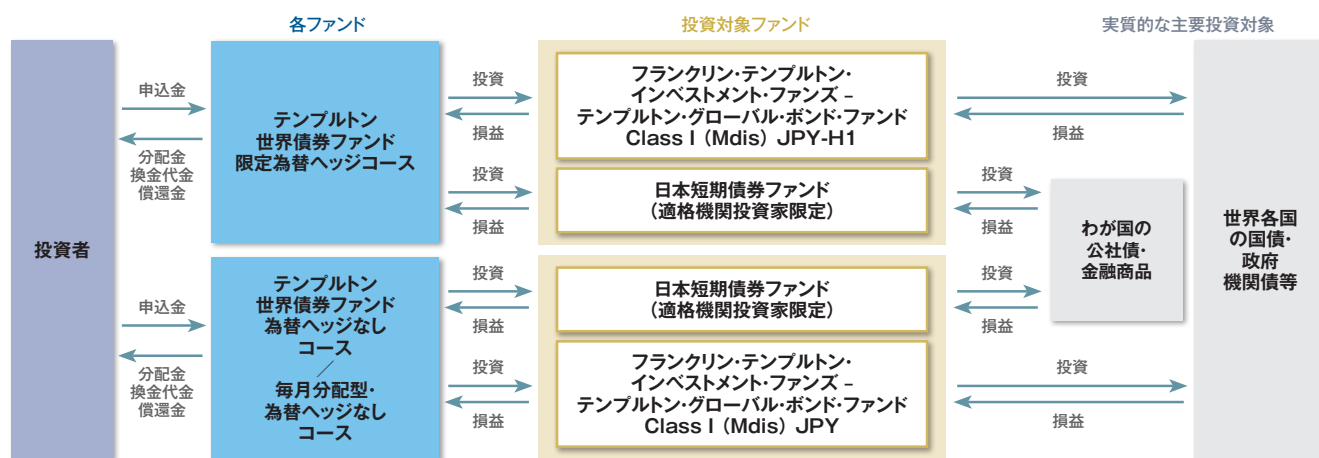 各ファンド
投資対象ファンド
実質的な主要投資対象
投資者
申込金
分配金
換金代金
償還金
テンプルトン
世界債券ファンド
限定為替ヘッジコース
投資
損益
フランクリン・テンプルトン・
インベストメント・ファンズ –
テンプルトン・グローバル・ボンド・ファンド
Class I (Mdis) JPY-H1
投資
損益
投資
損益
日本短期債券ファンド
(適格機関投資家限定)
投資
損益
わが国の
公社債・
金融商品
世界各国
の国債・
政府
機関債等
申込金
分配金
換金代金
償還金
テンプルトン
世界債券ファンド
為替ヘッジなし
コース
／
毎月分配型・
為替ヘッジなし
コース
投資
損益
日本短期債券ファンド
(適格機関投資家限定)
投資
損益
投資
損益
フランクリン・テンプルトン・
インベストメント・ファンズ –
テンプルトン・グローバル・ボンド・ファンド
Class I (Mdis) JPY
投資
損益